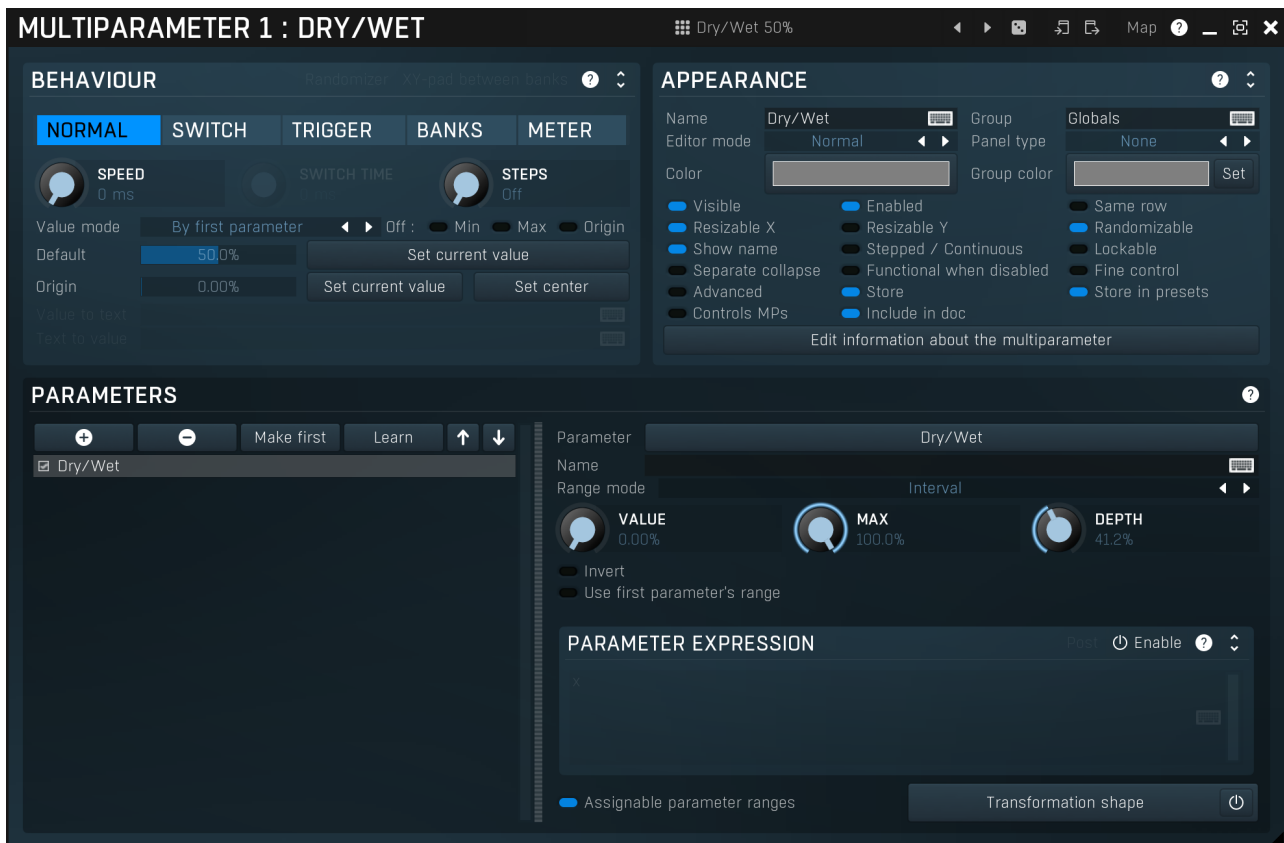 MULTIPARAMETER 1 : DRY/WET
Dry/Wet 50%
Map
BEHAVIOUR
Randomizer XY-pad between banks
NORMAL SWITCH TRIGGER BANKS METER
SPEED
0 ms
SWITCH TIME
STEPS
Off
Value mode By first parameter Off : Min Max Origin
Default 50.0% Set current value
Origin 0.00% Set current value Set center
Value to text
Text to value
APPEARANCE
Name Dry/Wet Group Globals
Editor mode Normal Panel type None
Color Group color Set
Visible Enabled Same row
Resizable X Resizable Y Randomizable
Show name Stepped / Continuous Lockable
Separate collapse Functional when disabled Fine control
Advanced Store Store in presets
Controls MPs Include in doc
Edit information about the multiparameter
PARAMETERS
Make first Learn
Dry/Wet
Parameter Dry/Wet
Name
Range mode Interval
VALUE
0.00%
MAX
100.0%
DEPTH
41.2%
Invert
Use first parameter's range
PARAMETER EXPRESSION
Post Enable
x
Assignable parameter ranges
Transformation shape